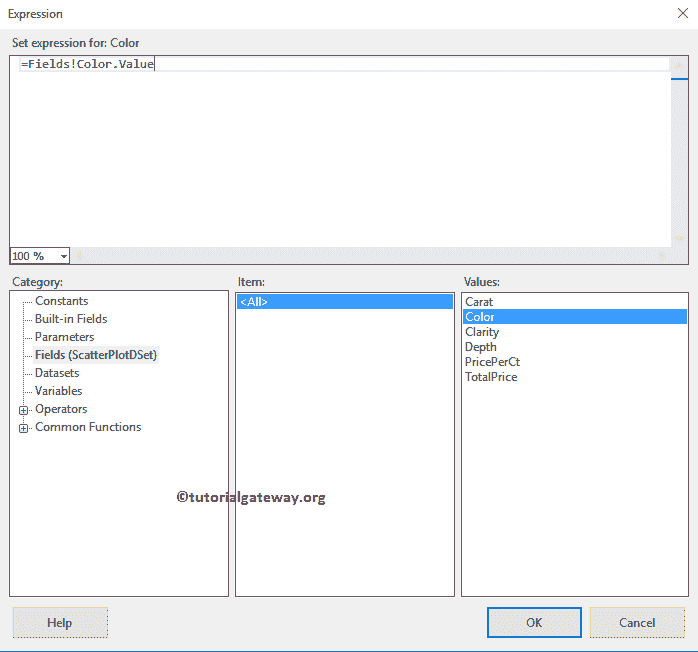 Expression
Set expression for: Color
=Fields!Color.Value
100 %
Category:
Constants
Built-in Fields
Parameters
Fields (ScatterPlotDSet)
Datasets
Variables
Operators
Common Functions
Item:
<All>
Values:
Carat
Color
Clarity
Depth
PricePerCt
TotalPrice
©tutorialgateway.org
Help
OK
Cancel